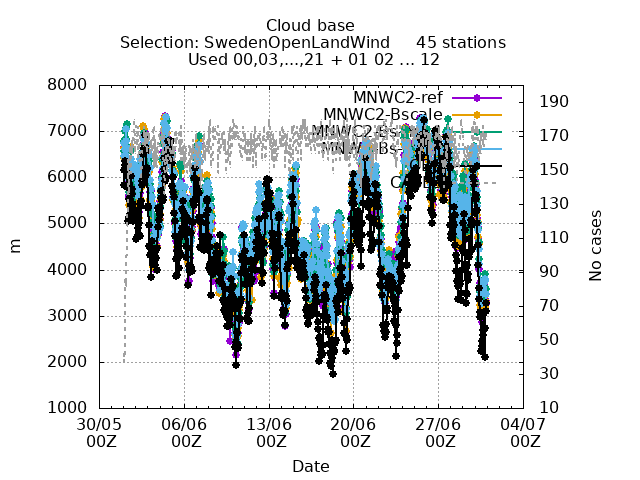 Cloud base
Selection: SwedenOpenLandWind 45 stations
Used 00,03,...,21 + 01 02 ... 12
MNWC2-ref
MNWC2-Bscale
8000
7000
6000
5000
4000
3000
2000
1000
190
170
150
130
110
90
70
50
30
10
m
No cases
30/05 06/06 13/06 20/06 27/06 04/07
00Z 00Z 00Z 00Z 00Z 00Z
Date